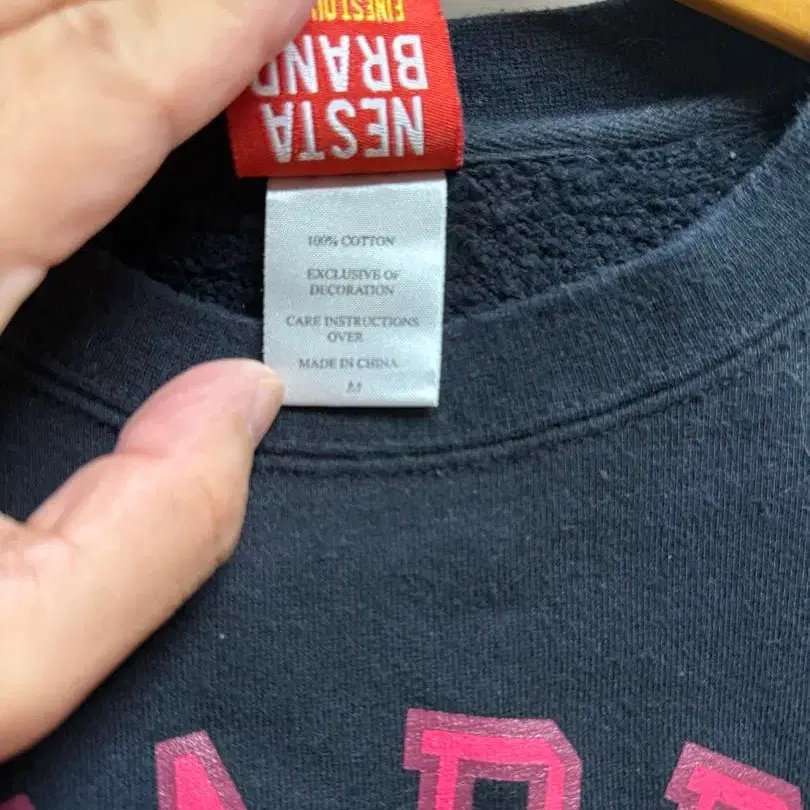 NESTA
BRAND
100% COTTON
EXCLUSIVE OF
DECORATION
CARE INSTRUCTIONS
OVER
MADE IN CHINA
M